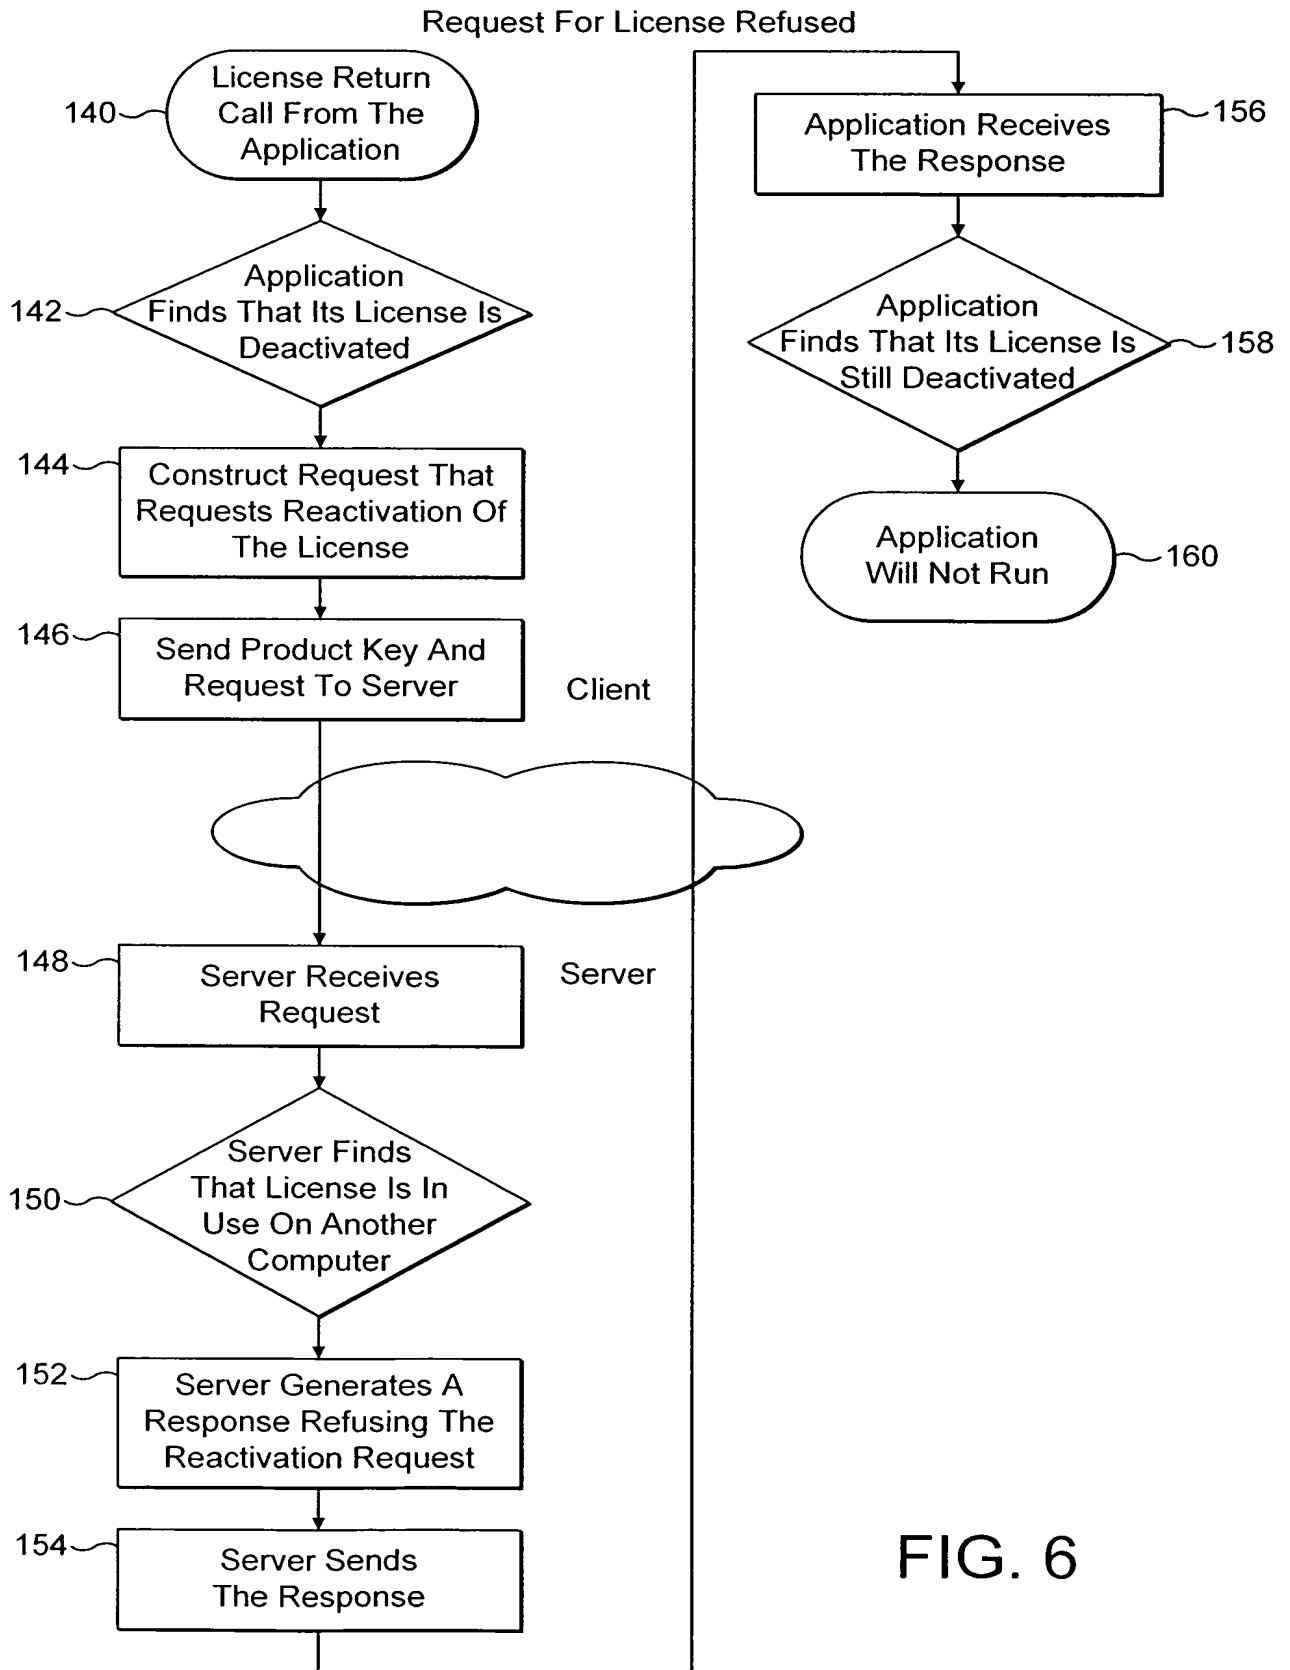 Request For License Refused
140
License Return
Call From The
Application
142
Application
Finds That Its License Is
Deactivated
144
Construct Request That
Requests Reactivation Of
The License
146
Send Product Key And
Request To Server
Client
148
Server Receives
Request
Server
150
Server Finds
That License Is In
Use On Another
Computer
152
Server Generates A
Response Refusing The
Reactivation Request
154
Server Sends
The Response
156
Application Receives
The Response
158
Application
Finds That Its License Is
Still Deactivated
160
Application
Will Not Run
FIG. 6